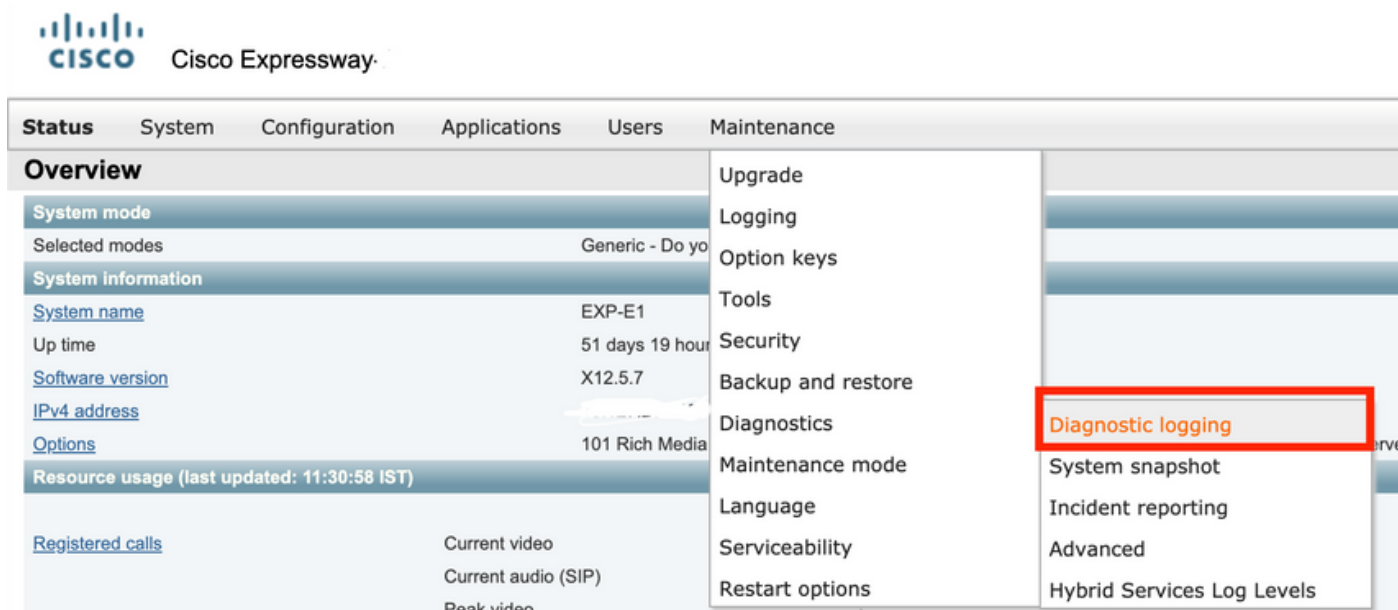 CISCO Cisco Expressway
Status System Configuration Applications Users Maintenance
Overview
System mode
Selected modes Generic - Do yo
System information
System name EXP-E1
Up time 51 days 19 hour
Software version X12.5.7
IPv4 address
Options 101 Rich Media
Resource usage (last updated: 11:30:58 IST)
Registered calls Current video
Current audio (SIP)
Peak video
Upgrade
Logging
Option keys
Tools
Security
Backup and restore
Diagnostics
Maintenance mode
Language
Serviceability
Restart options
Diagnostic logging
System snapshot
Incident reporting
Advanced
Hybrid Services Log Levels